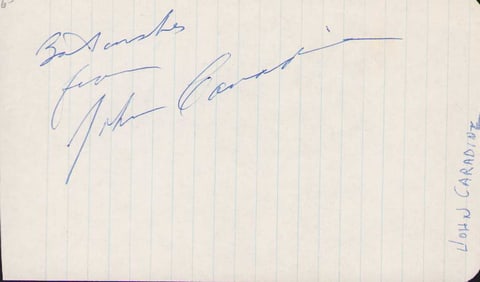 Best wishes
from
John Carradine
JOHN CARADINE